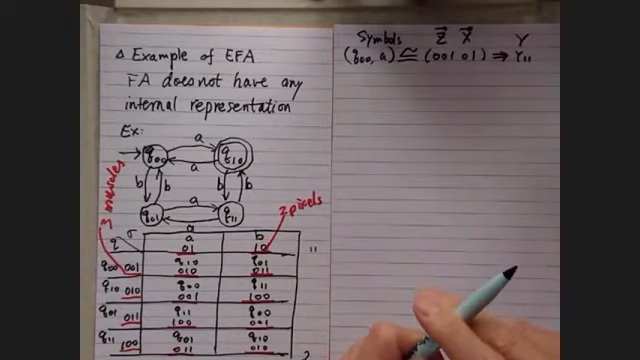 Δ Example of EFA
FA does not have any
internal representation
Ex:
a
q00 q10
a
b b b b
a
q01 q11
a
3 muscles
2 pixels
q σ a b
01 10 11
q00 001 q10 q01
010 011
q10 010 q00 q11
001 100
q01 011 q11 q00
100 001
q11 100 q01 q10
011 010
Symbols Z X Y
(q00, a) ≅ (001 01) ⇒ Y11